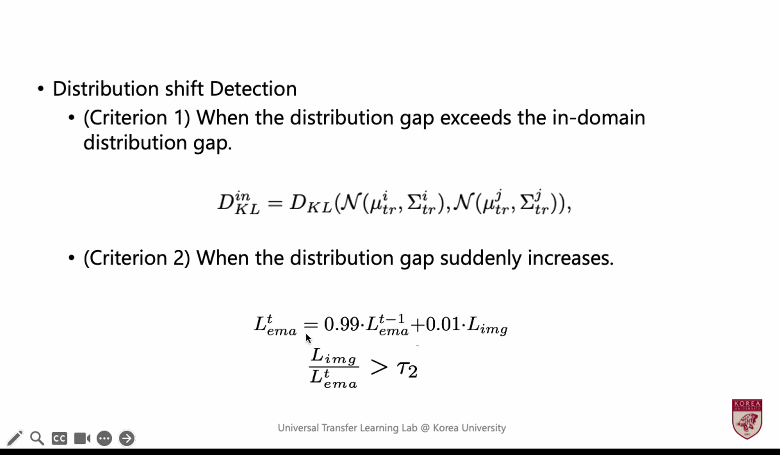 • Distribution shift Detection
• (Criterion 1) When the distribution gap exceeds the in-domain
distribution gap.
$D_{KL}^{in} = D_{KL}(\mathcal{N}(\mu_{tr}^{i}, \Sigma_{tr}^{i}), \mathcal{N}(\mu_{tr}^{j}, \Sigma_{tr}^{j})),$
• (Criterion 2) When the distribution gap suddenly increases.
$L_{ema}^{t} = 0.99 \cdot L_{ema}^{t-1} + 0.01 \cdot L_{img}$
$\frac{L_{img}}{L_{ema}^{t}} > \tau_2$
Universal Transfer Learning Lab @ Korea University
KOREA
UNIVERSITY
CC